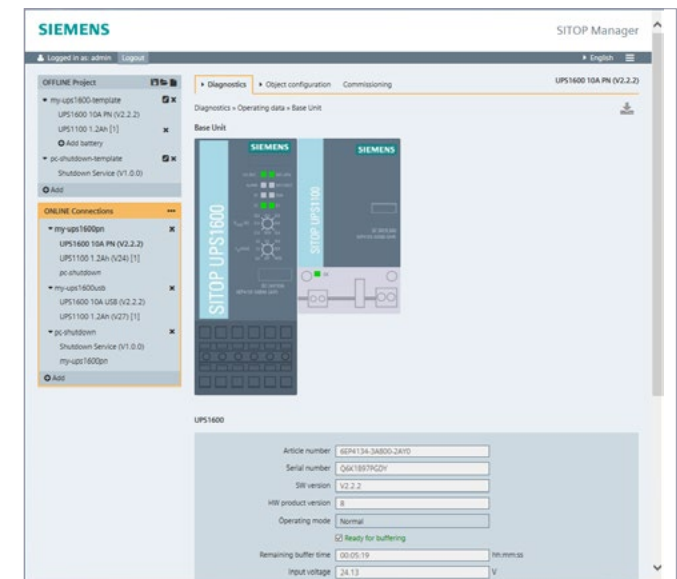 SIEMENS
SITOP Manager
Logged in as: admin Logout
English
OFFLINE Project
my-ups1600-template
UPS1600 10A PN (V2.2.2)
UPS1100 1.2Ah [1]
Add battery
pc-shutdown-template
Shutdown Service (V1.0.0)
Add
ONLINE Connections
my-ups1600pn
UPS1600 10A PN (V2.2.2)
UPS1100 1.2Ah (V24) [1]
pc-shutdown
my-ups1600usb
UPS1600 10A USB (V2.2.2)
UPS1100 1.2Ah (V27) [1]
pc-shutdown
Shutdown Service (V1.0.0)
my-ups1600pn
Add
Diagnostics Object configuration Commissioning
UPS1600 10A PN (V2.2.2)
Diagnostics » Operating data » Base Unit
Base Unit
SIEMENS
SITOP UPS1600
SIEMENS
SITOP UPS1100
UPS1600
Article number 6EP4134-3AB00-2AY0
Serial number Q6K1897PGDY
SW version V2.2.2
HW product version 8
Operating mode Normal
Ready for buffering
Remaining buffer time 00:05:19 hh:mm:ss
Input voltage 24.13 V